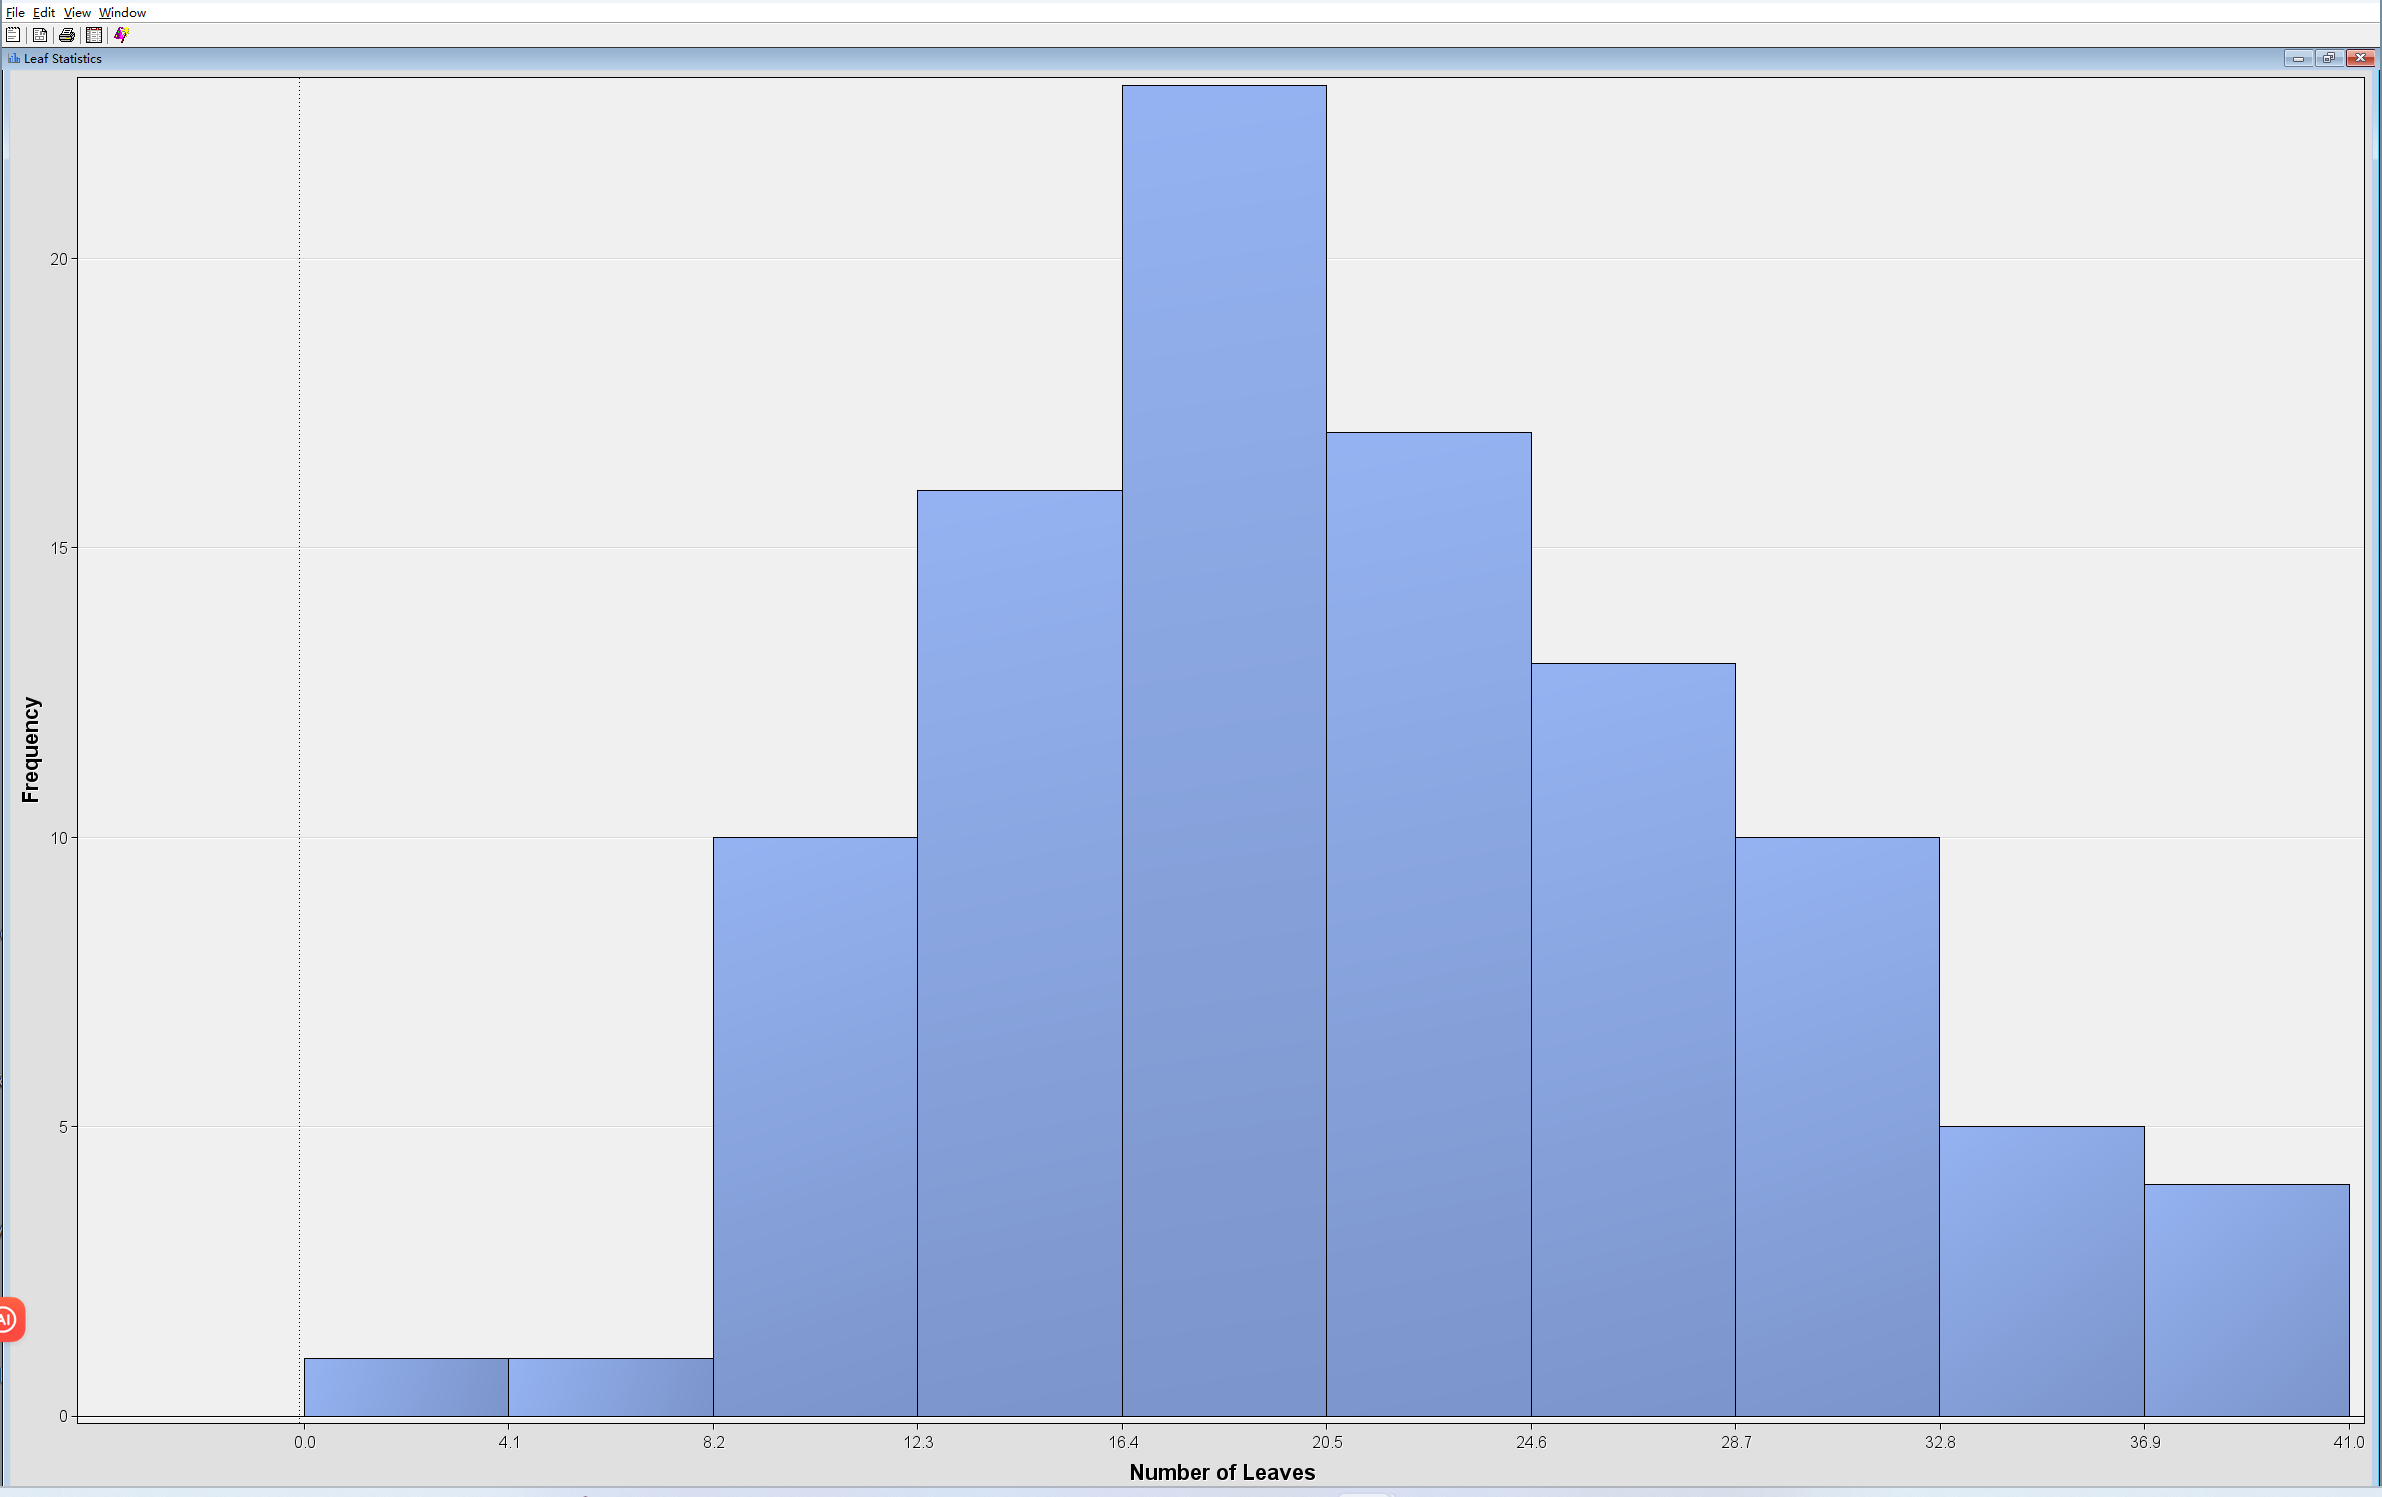 File Edit View Window
Leaf Statistics
Frequency
20
15
10
5
0
0.0 4.1 8.2 12.3 16.4 20.5 24.6 28.7 32.8 36.9 41.0
Number of Leaves
AI